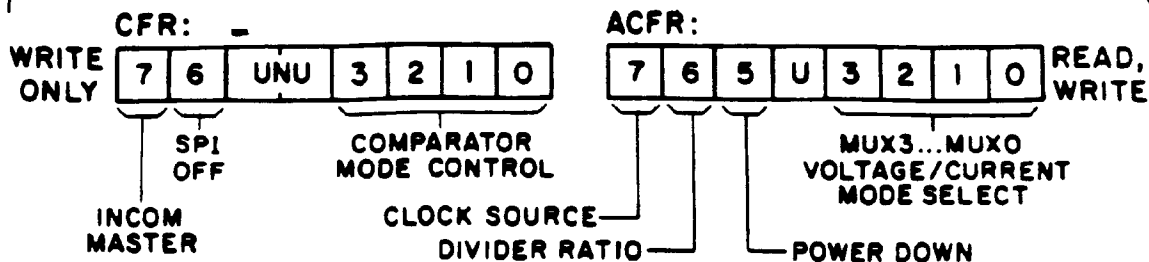 CFR:
WRITE ONLY
7 6 UNU 3 2 1 0
INCOM MASTER
SPI OFF
COMPARATOR MODE CONTROL
ACFR:
7 6 5 U 3 2 1 0
READ, WRITE
CLOCK SOURCE
DIVIDER RATIO
POWER DOWN
MUX3...MUX0
VOLTAGE/CURRENT
MODE SELECT